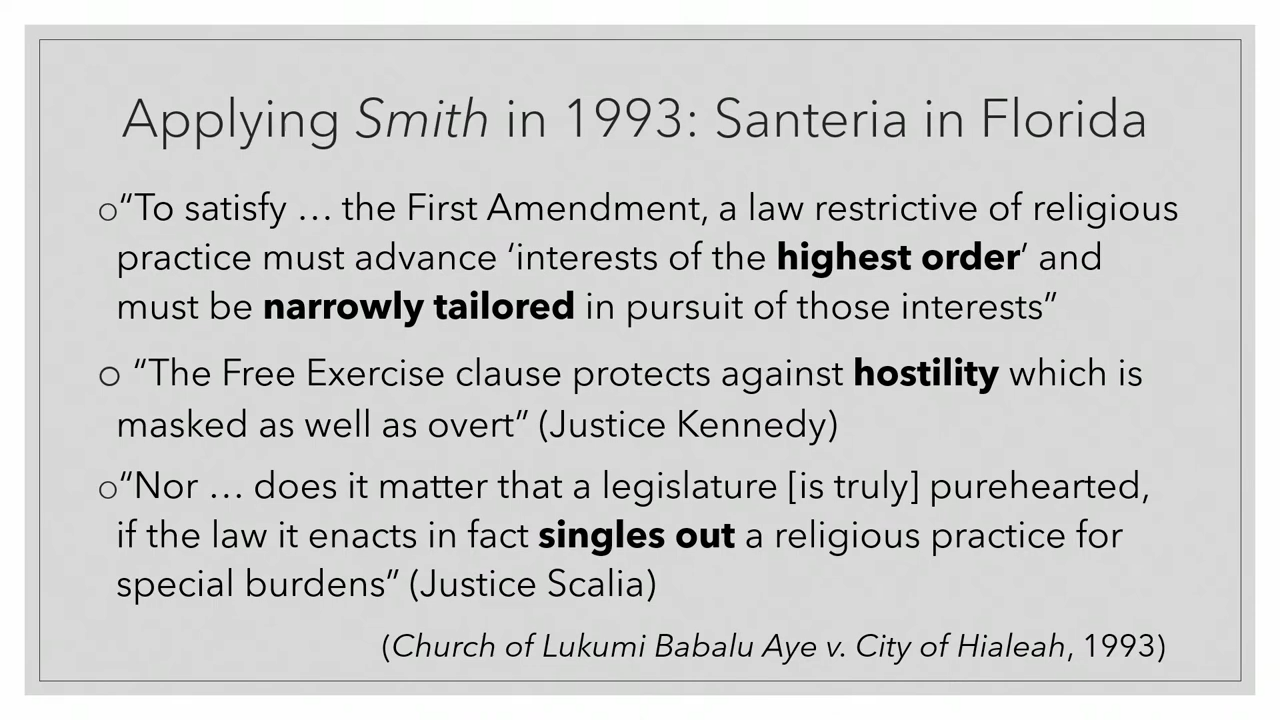 Applying Smith in 1993: Santeria in Florida
o“To satisfy … the First Amendment, a law restrictive of religious
practice must advance ‘interests of the highest order’ and
must be narrowly tailored in pursuit of those interests”
o “The Free Exercise clause protects against hostility which is
masked as well as overt” (Justice Kennedy)
o“Nor … does it matter that a legislature [is truly] purehearted,
if the law it enacts in fact singles out a religious practice for
special burdens” (Justice Scalia)
(Church of Lukumi Babalu Aye v. City of Hialeah, 1993)